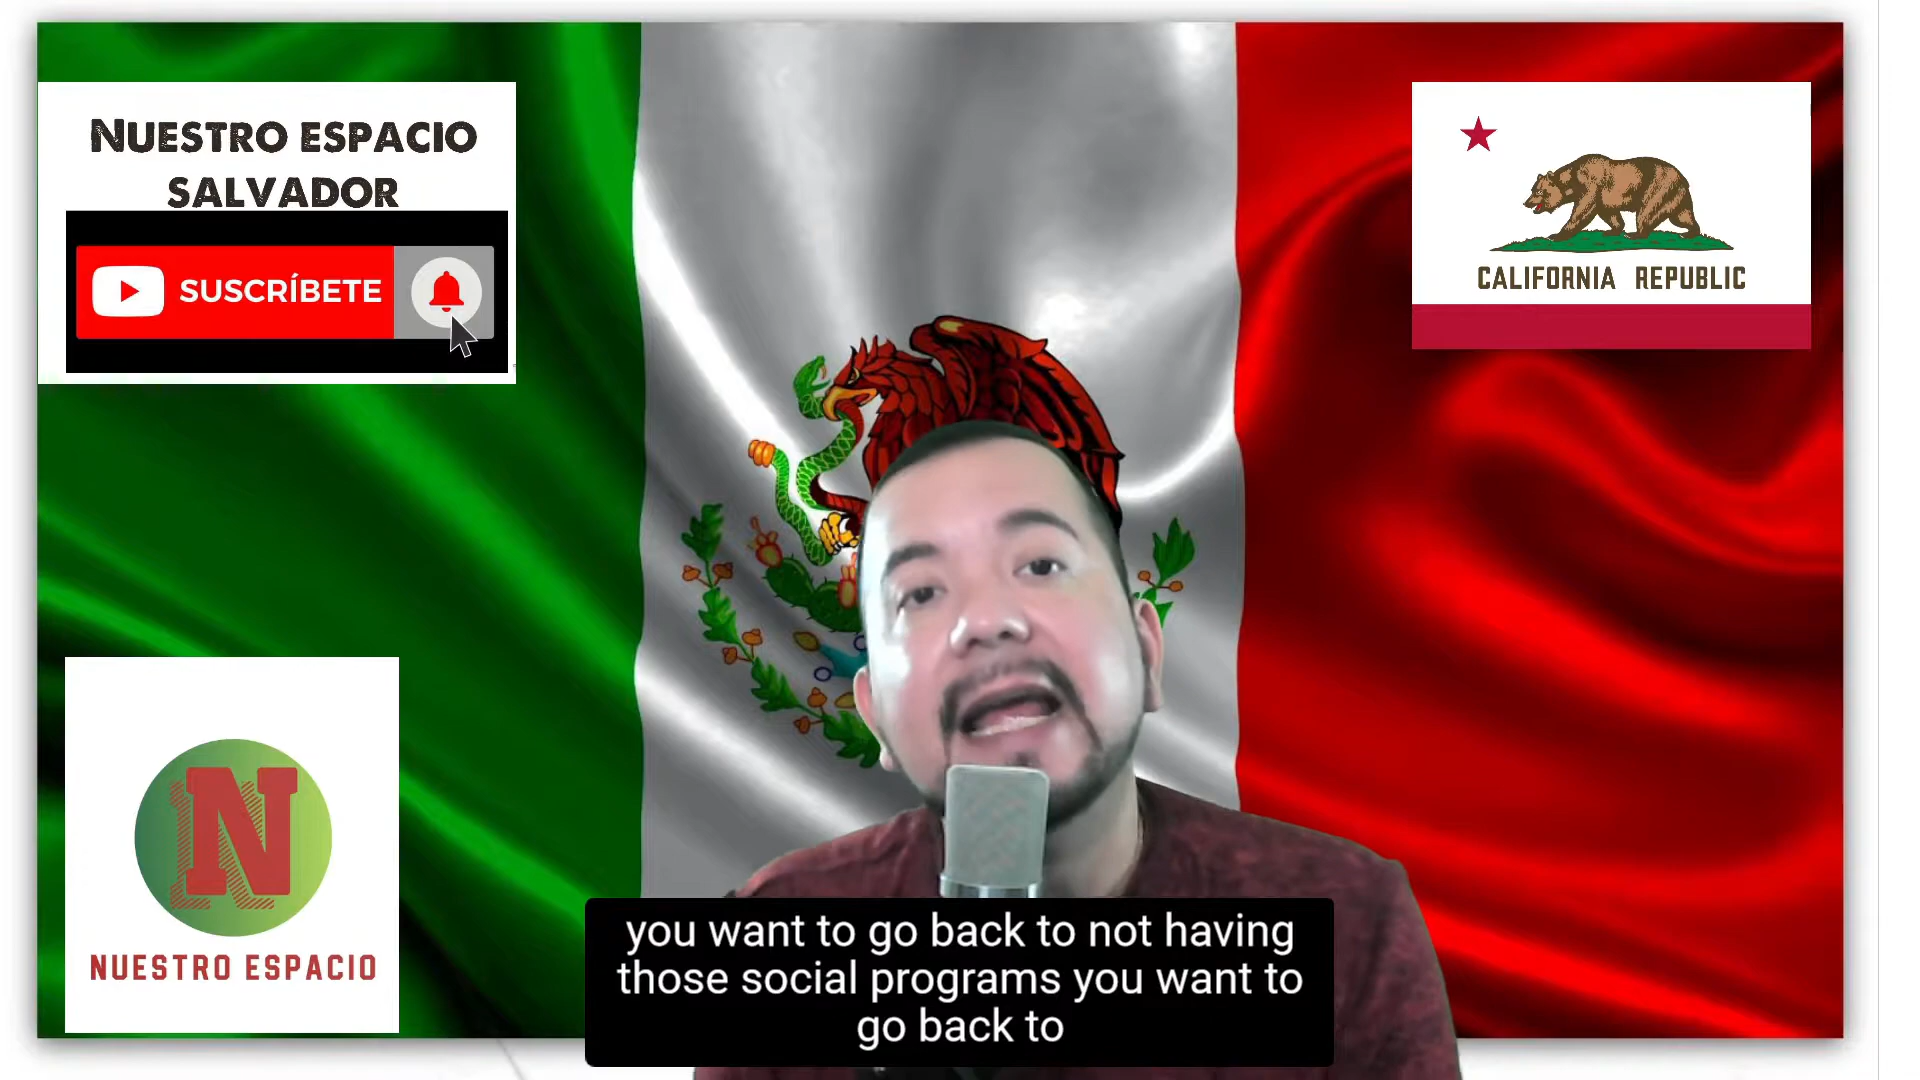 NUESTRO ESPACIO
SALVADOR
SUSCRÍBETE
CALIFORNIA REPUBLIC
N
NUESTRO ESPACIO
you want to go back to not having
those social programs you want to
go back to